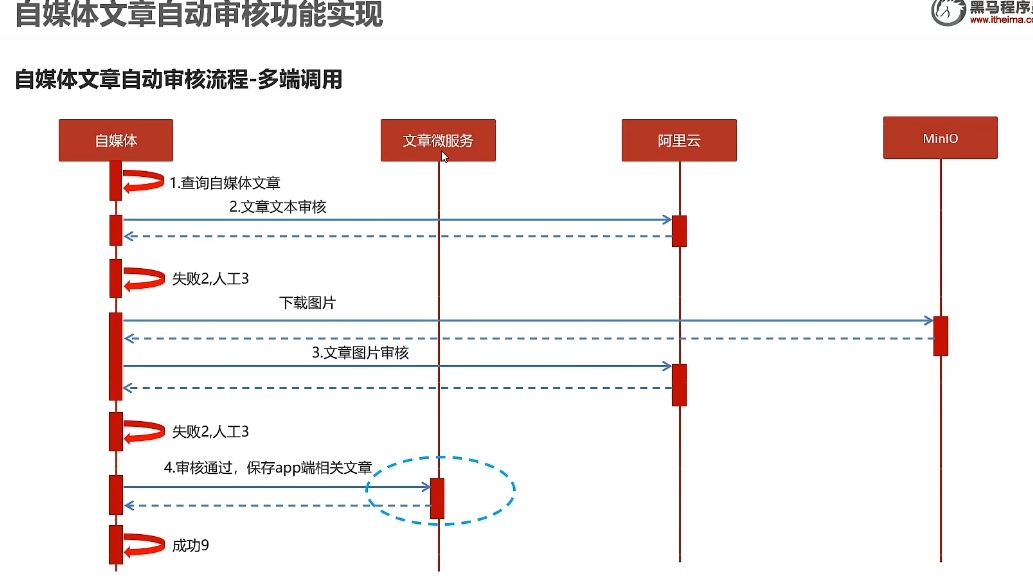 自媒体文章自动审核功能实现
黑马程序员
www.itheima.co
自媒体文章自动审核流程-多端调用
自媒体
文章微服务
阿里云
MinIO
1.查询自媒体文章
2.文章文本审核
失败2,人工3
下载图片
3.文章图片审核
失败2,人工3
4.审核通过，保存app端相关文章
成功9